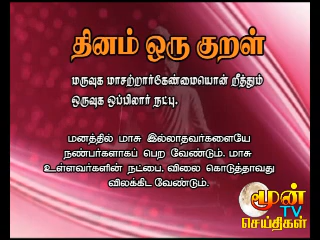 தினம் ஒரு குறள்
மருவுக மாசற்றார்கேண்மையொன் றீத்தும்
ஒருவுக ஒப்பிலார் நட்பு.
மனத்தில் மாசு இல்லாதவர்களையே
நண்பர்களாகப் பெற வேண்டும். மாசு
உள்ளவர்களின் நட்பை, விலை கொடுத்தாவது
விலக்கிட வேண்டும்.
மூன்
TV
செய்திகள்